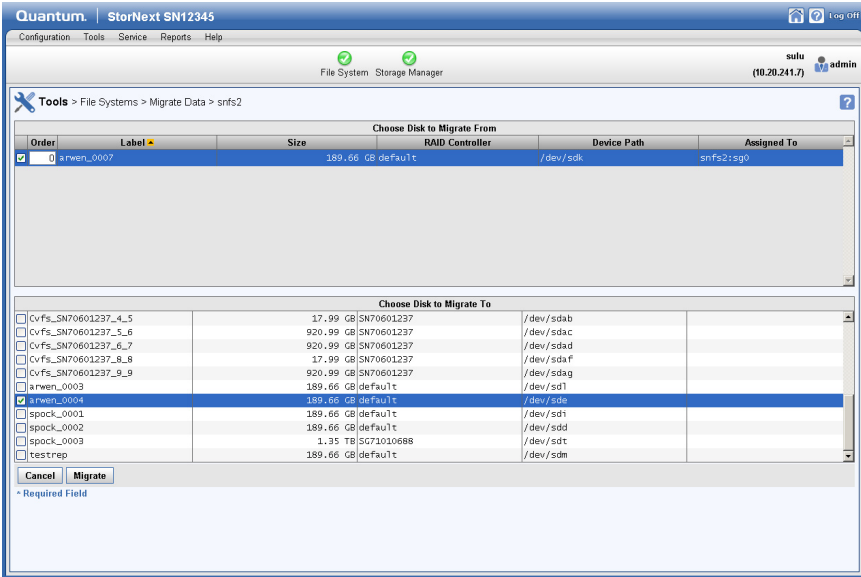 Quantum. | StorNext SN12345 Log Off
Configuration Tools Service Reports Help
File System Storage Manager
sulu
(10.20.241.7)
admin
Tools > File Systems > Migrate Data > snfs2
Choose Disk to Migrate From
Order Label Size RAID Controller Device Path Assigned To
0 arwen_0007 189.66 GB default /dev/sdk snfs2:sg0
Choose Disk to Migrate To
Cvfs_SN70601237_4_5 17.99 GB SN70601237 /dev/sdab
Cvfs_SN70601237_5_6 920.99 GB SN70601237 /dev/sdac
Cvfs_SN70601237_6_7 920.99 GB SN70601237 /dev/sdad
Cvfs_SN70601237_8_8 17.99 GB SN70601237 /dev/sdaf
Cvfs_SN70601237_9_9 920.99 GB SN70601237 /dev/sdag
arwen_0003 189.66 GB default /dev/sdl
arwen_0004 189.66 GB default /dev/sde
spock_0001 189.66 GB default /dev/sdi
spock_0002 189.66 GB default /dev/sdd
spock_0003 1.35 TB SG71010688 /dev/sdt
testrep 189.66 GB default /dev/sdm
Cancel Migrate
* Required Field